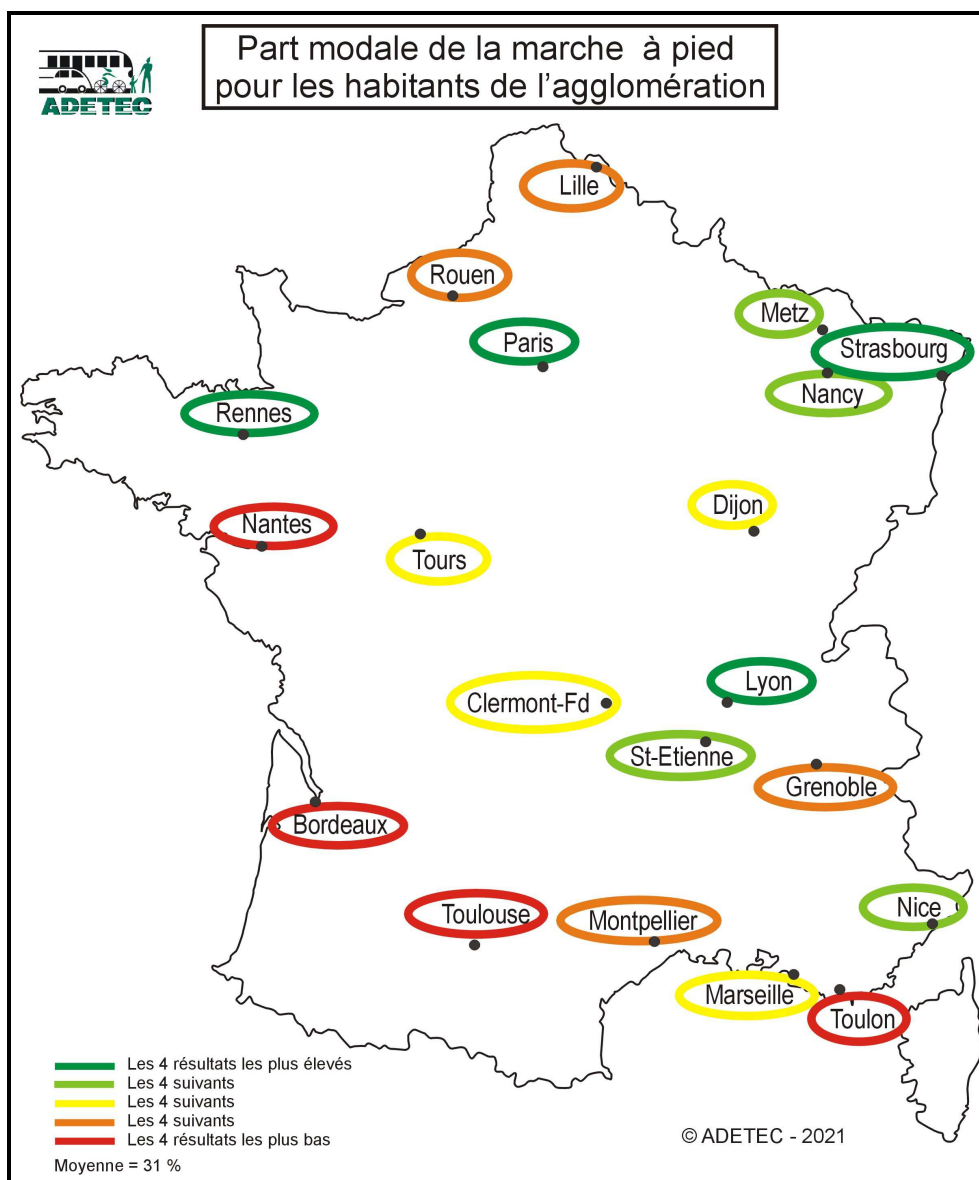 ADETEC
Part modale de la marche à pied
pour les habitants de l'agglomération
Lille
Rouen
Metz
Paris
Strasbourg
Nancy
Rennes
Dijon
Nantes
Tours
Lyon
Clermont-Fd
St-Etienne
Grenoble
Bordeaux
Nice
Toulouse
Montpellier
Marseille
Toulon
Les 4 résultats les plus élevés
Les 4 suivants
Les 4 suivants
Les 4 suivants
Les 4 résultats les plus bas
Moyenne = 31 %
© ADETEC - 2021